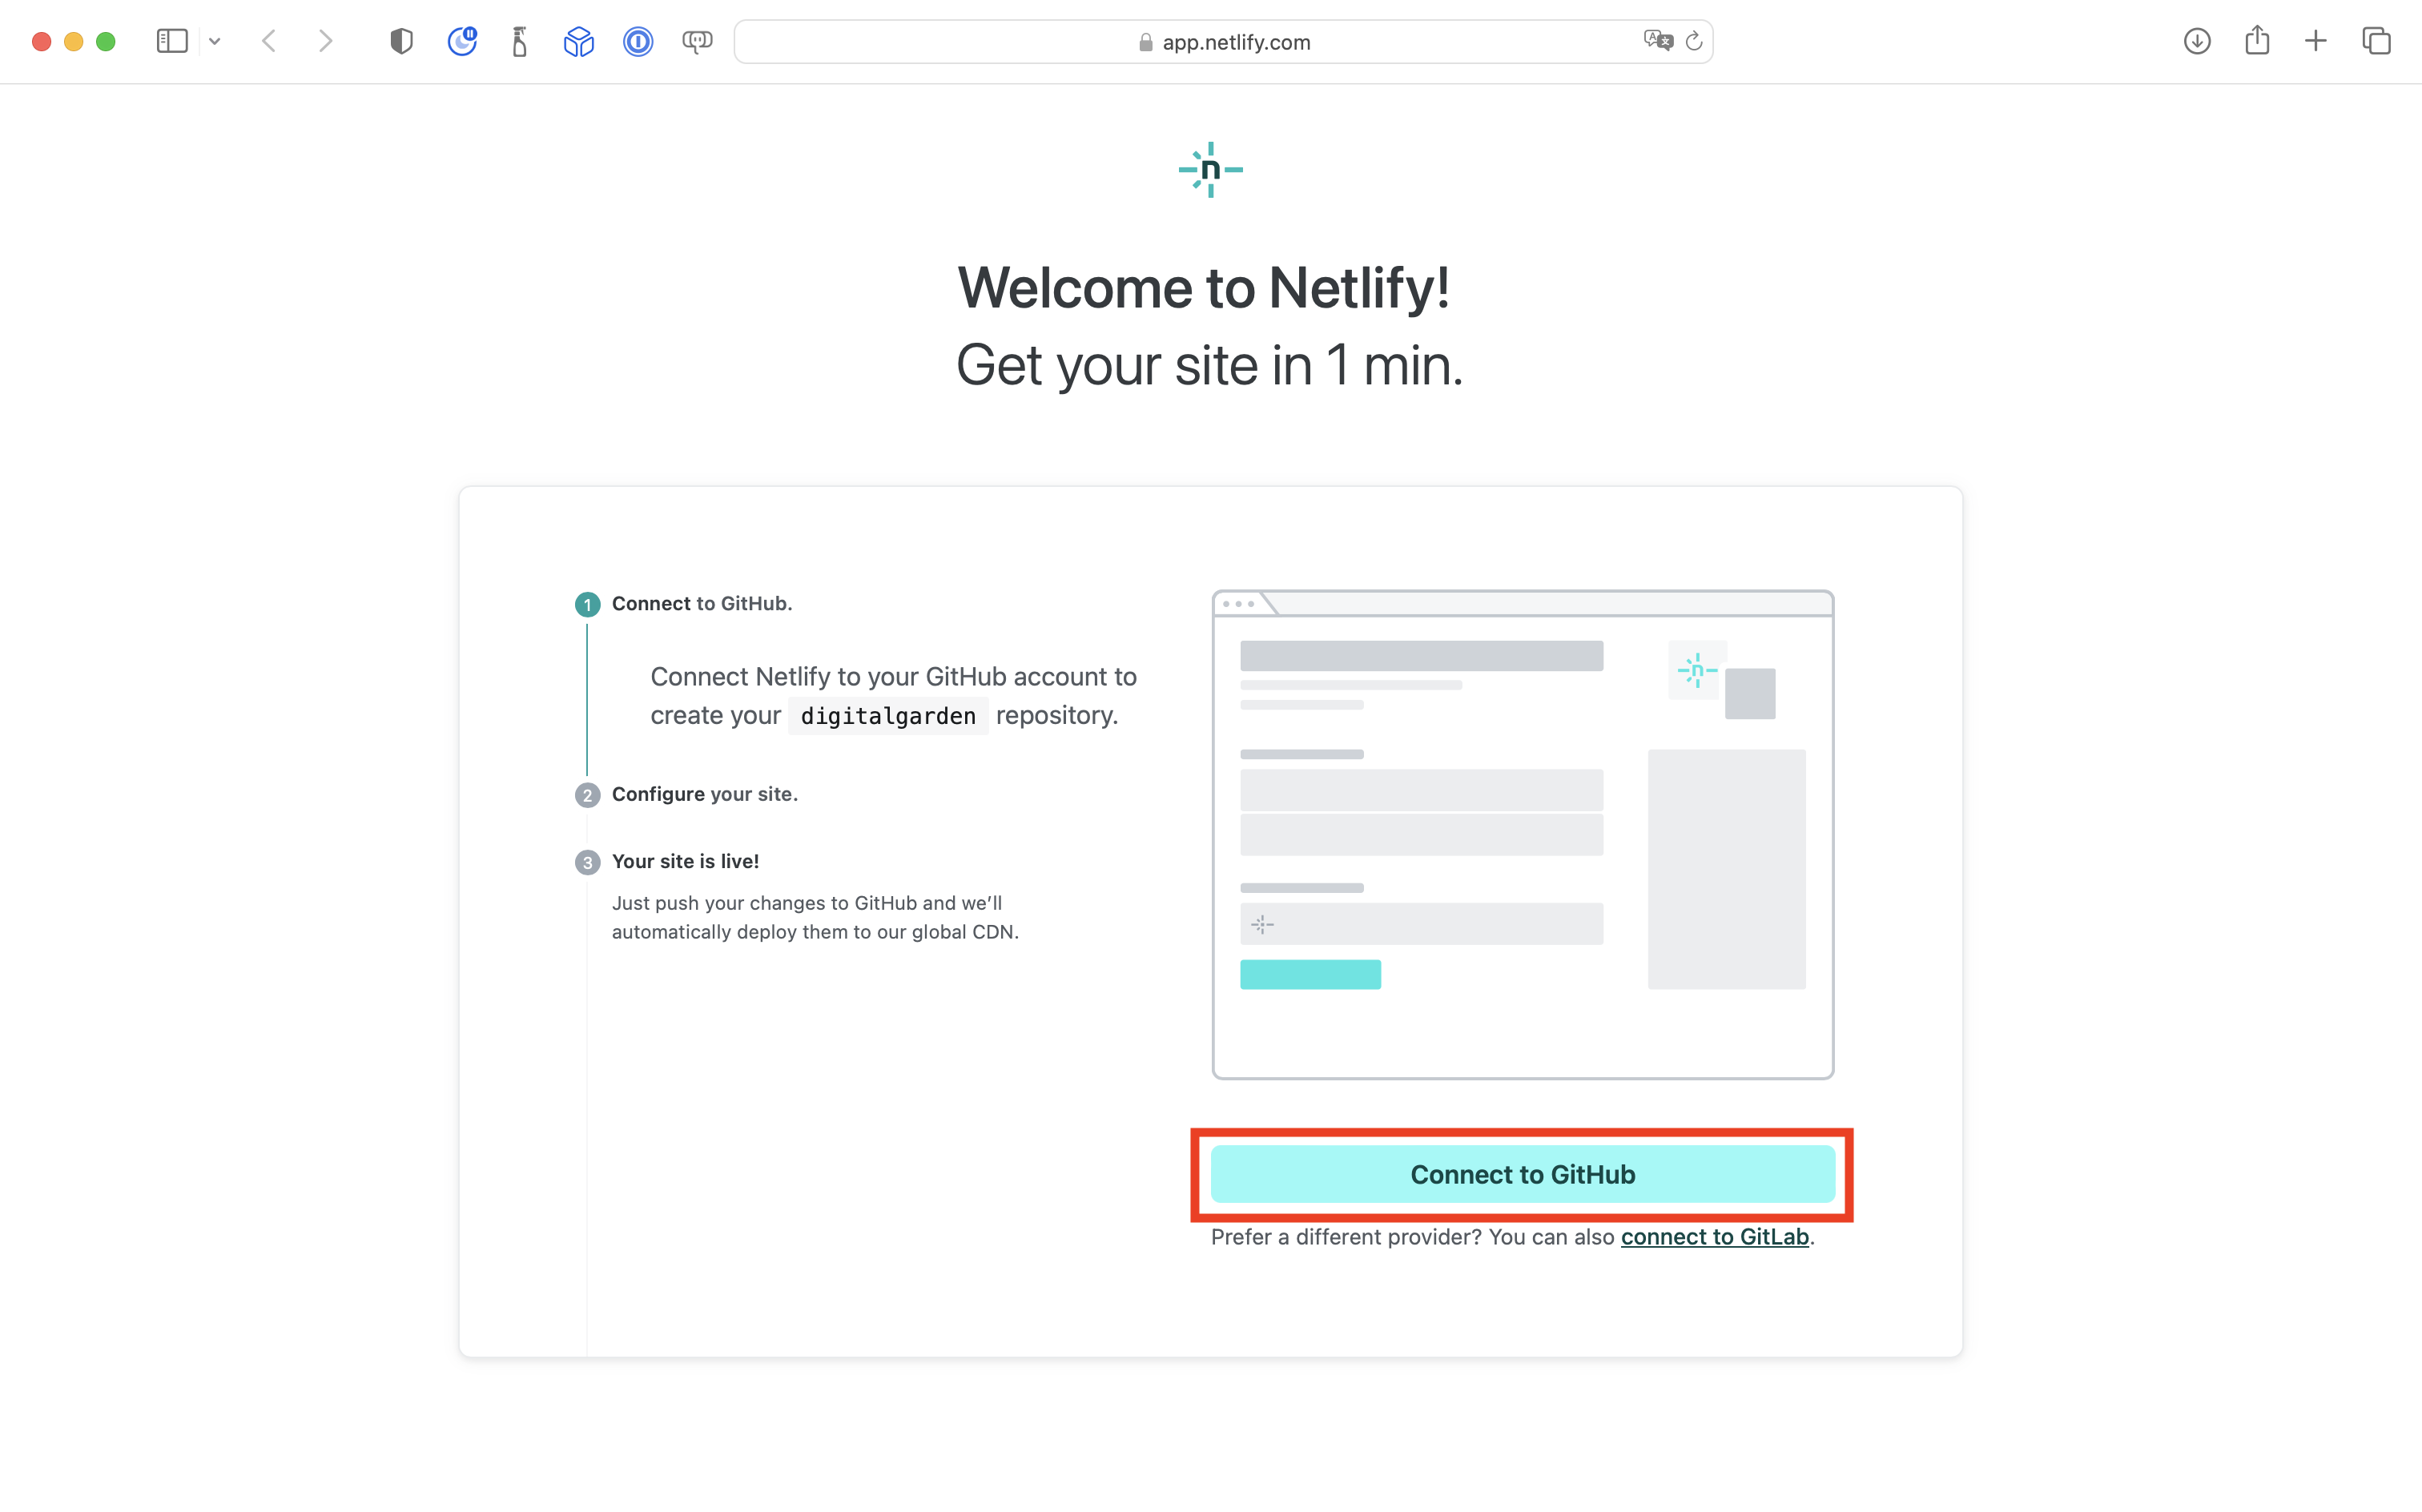 app.netlify.com
n
Welcome to Netlify!
Get your site in 1 min.
1 Connect to GitHub.
Connect Netlify to your GitHub account to
create your digitalgarden repository.
2 Configure your site.
3 Your site is live!
Just push your changes to GitHub and we’ll
automatically deploy them to our global CDN.
n
Connect to GitHub
Prefer a different provider? You can also connect to GitLab.